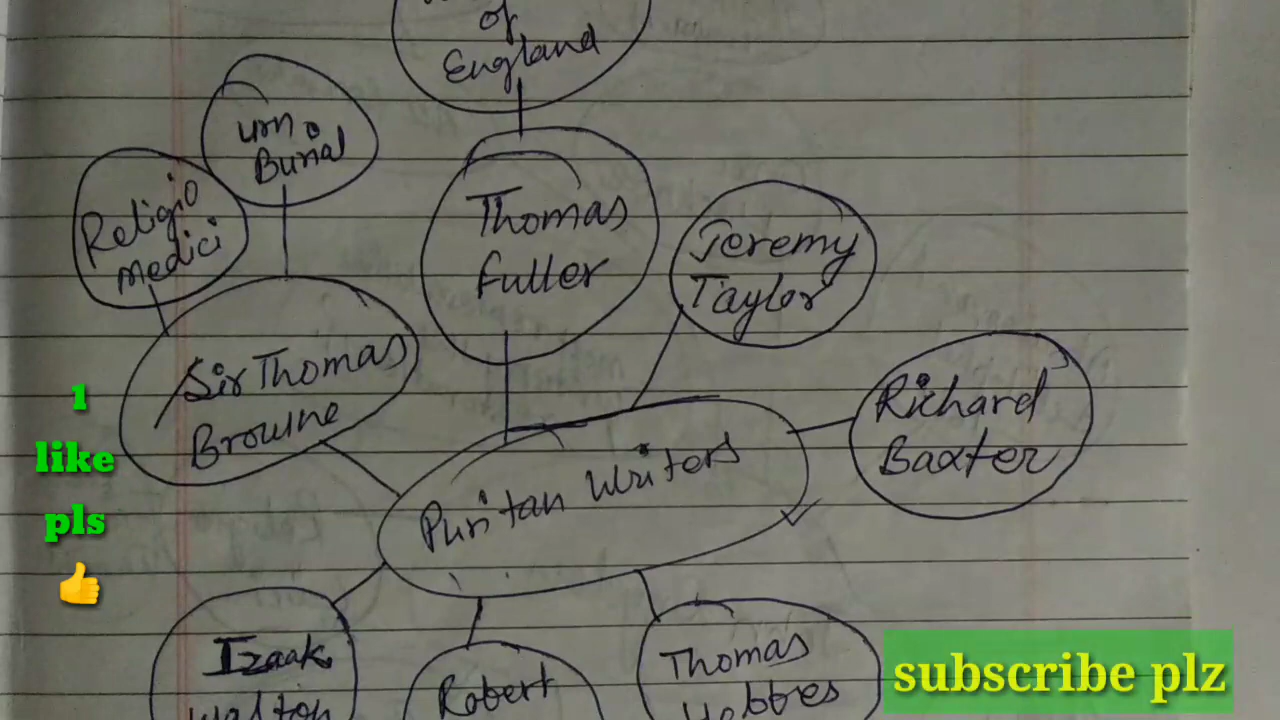 of
England
urn
Burial
Religio
medici
Thomas
Fuller
Jeremy
Taylor
Sir Thomas
Browne
Richard
Baxter
Puritan Writers
Izaak
Walton
Robert
Thomas
Hobbes
1
like
pls
👍
subscribe plz